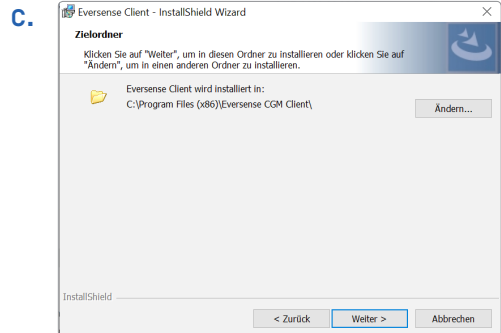 C.
Eversense Client - InstallShield Wizard
Zielordner
Klicken Sie auf "Weiter", um in diesen Ordner zu installieren oder klicken Sie auf
"Ändern", um in einen anderen Ordner zu installieren.
Eversense Client wird installiert in:
C:\Program Files (x86)\Eversense CGM Client\
Ändern...
InstallShield
< Zurück
Weiter >
Abbrechen